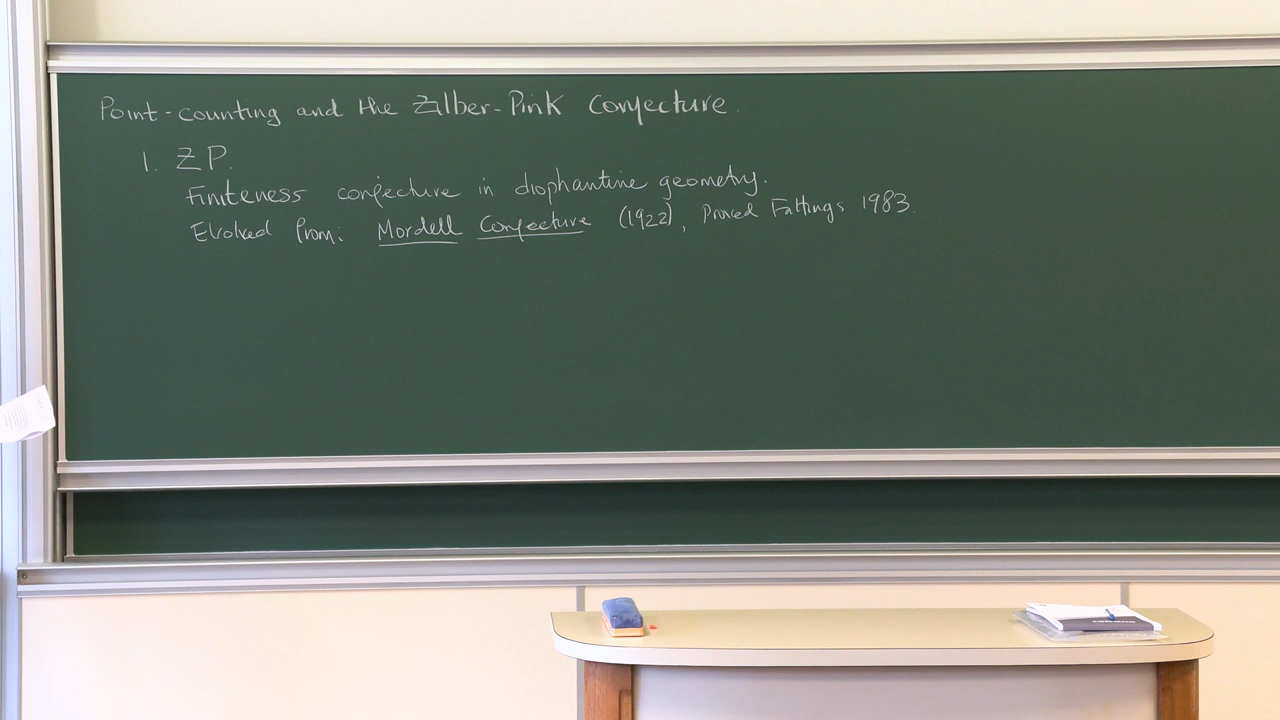 Point-counting and the Zilber-Pink Conjecture.
1. ZP.
Finiteness conjecture in diophantine geometry.
Evolved from: Mordell Conjecture (1922), Proved Faltings 1983.